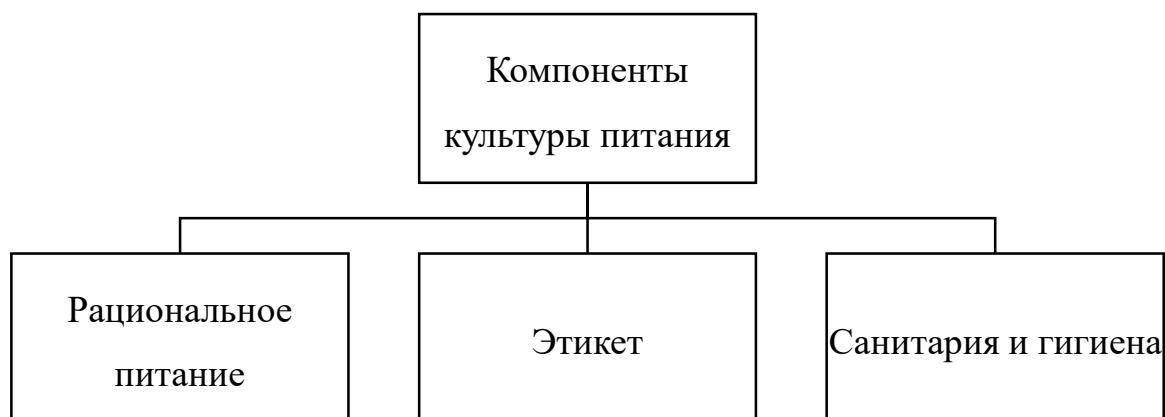 Компоненты
культуры питания
Рациональное
питание
Этикет
Санитария и гигиена